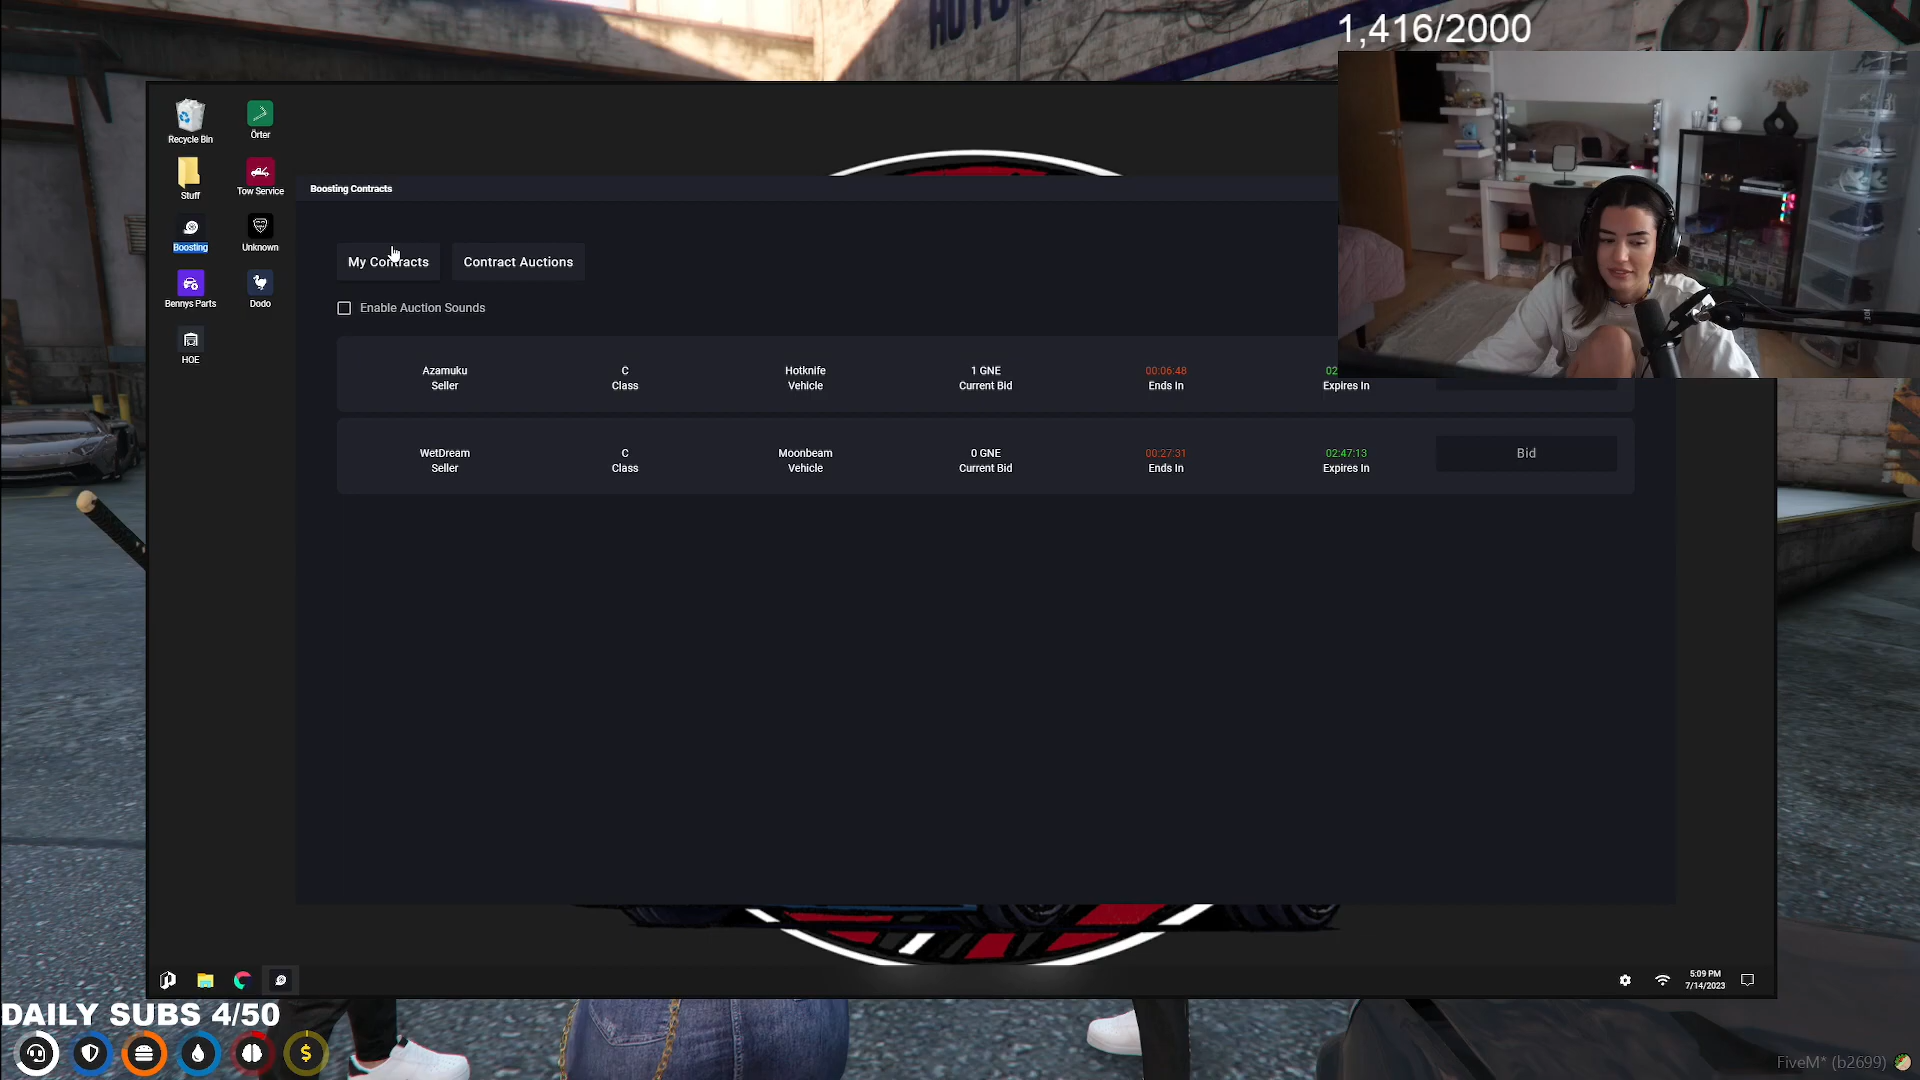 1,416/2000
Recycle Bin
Örter
Stuff
Tow Service
Boosting
Unknown
Bennys Parts
Dodo
HOE
Boosting Contracts
My Contracts
Contract Auctions
Enable Auction Sounds
Azamuku
Seller
C
Class
Hotknife
Vehicle
1 GNE
Current Bid
00:06:48
Ends In
02
Expires In
WetDream
Seller
C
Class
Moonbeam
Vehicle
0 GNE
Current Bid
00:27:31
Ends In
02:47:13
Expires In
Bid
5:09 PM
7/14/2023
DAILY SUBS 4/50
FiveM* (b2699)